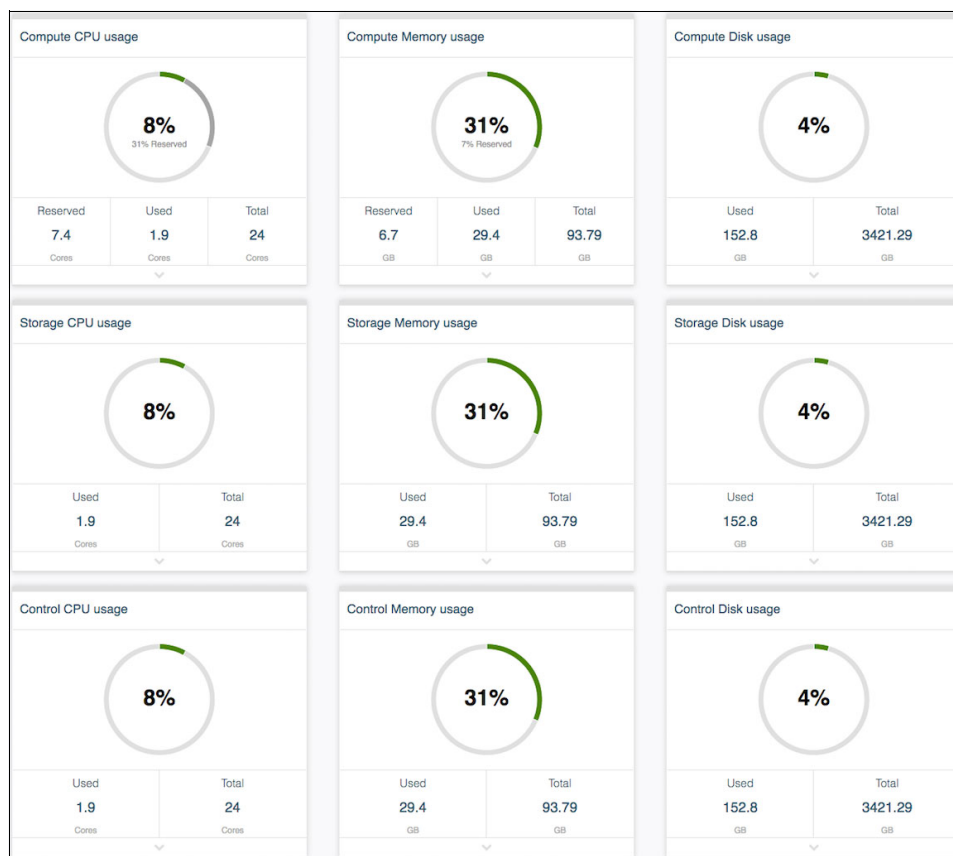 Compute CPU usage
Compute Memory usage
Compute Disk usage
8%
31% Reserved
31%
7% Reserved
4%
Reserved Used Total
7.4 1.9 24
Cores Cores Cores
Reserved Used Total
6.7 29.4 93.79
GB GB GB
Used Total
152.8 3421.29
GB GB
Storage CPU usage
Storage Memory usage
Storage Disk usage
8%
31%
4%
Used Total
1.9 24
Cores Cores
Used Total
29.4 93.79
GB GB
Used Total
152.8 3421.29
GB GB
Control CPU usage
Control Memory usage
Control Disk usage
8%
31%
4%
Used Total
1.9 24
Cores Cores
Used Total
29.4 93.79
GB GB
Used Total
152.8 3421.29
GB GB